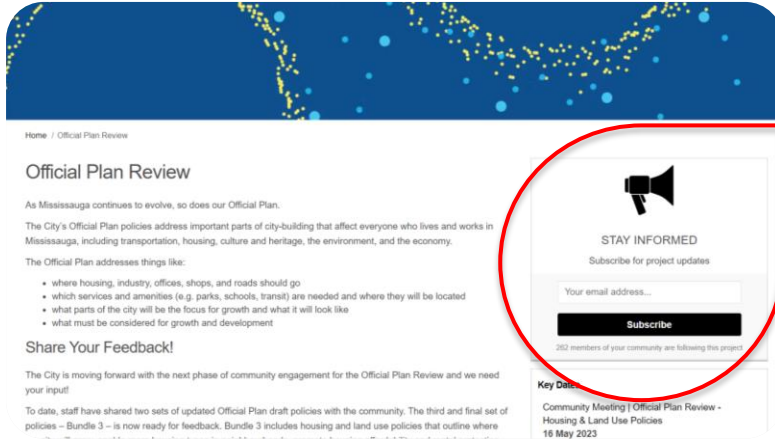 Home / Official Plan Review
Official Plan Review
As Mississauga continues to evolve, so does our Official Plan.
The City's Official Plan policies address important parts of city-building that affect everyone who lives and works in
Mississauga, including transportation, housing, culture and heritage, the environment, and the economy.
The Official Plan addresses things like:
where housing, industry, offices, shops, and roads should go
which services and amenities (e.g. parks, schools, transit) are needed and where they will be located
what parts of the city will be the focus for growth and what it will look like
what must be considered for growth and development
Share Your Feedback!
The City is moving forward with the next phase of community engagement for the Official Plan Review and we need
your input!
To date, staff have shared two sets of updated Official Plan draft policies with the community. The third and final set of
policies – Bundle 3 – is now ready for feedback. Bundle 3 includes housing and land use policies that outline where
STAY INFORMED
Subscribe for project updates
Your email address...
Subscribe
262 members of your community are following this project
Key Dates
Community Meeting | Official Plan Review -
Housing & Land Use Policies
16 May 2023